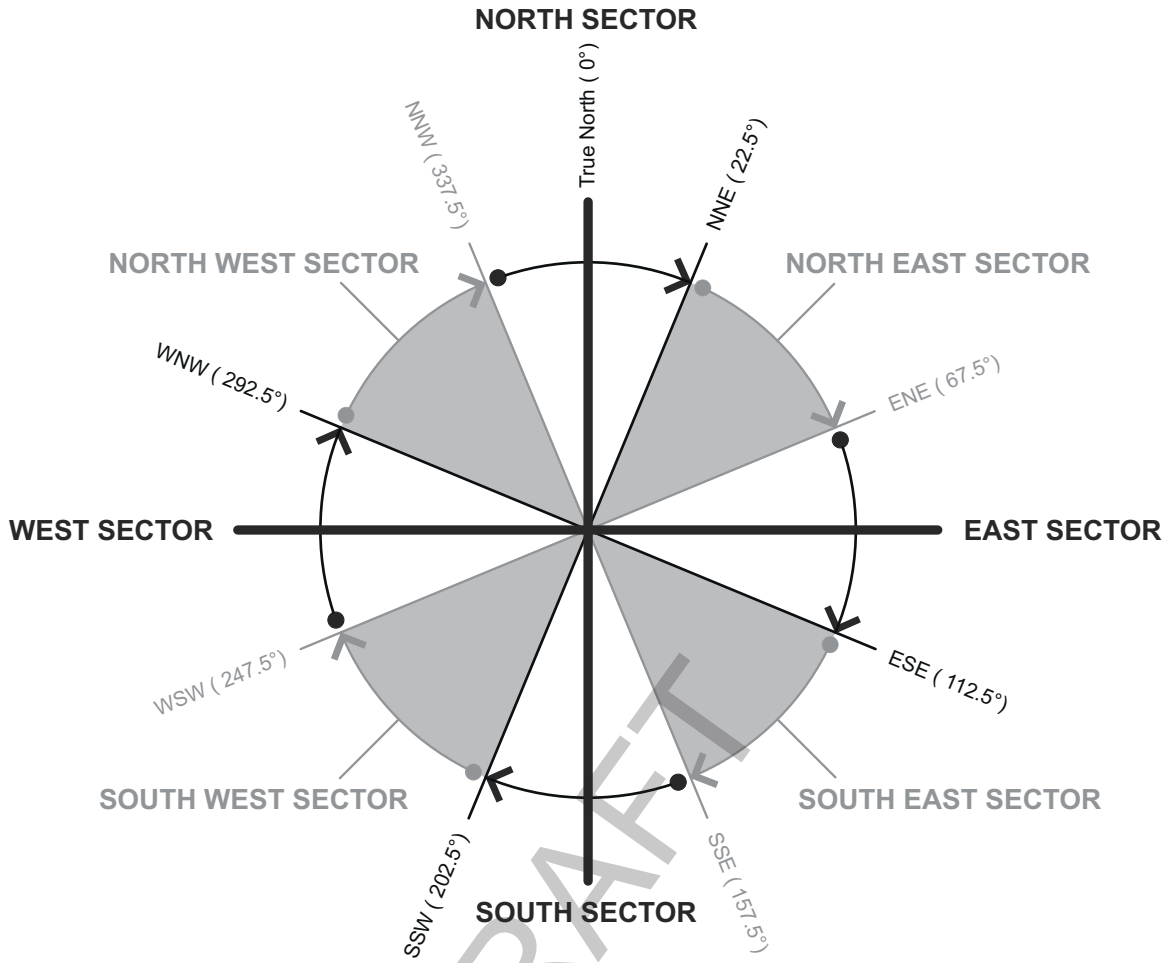 NORTH SECTOR
True North ( 0°)
NNW ( 337.5°)
NNE ( 22.5°)
NORTH WEST SECTOR
NORTH EAST SECTOR
WNW ( 292.5°)
ENE ( 67.5°)
WEST SECTOR
EAST SECTOR
WSW ( 247.5°)
ESE ( 112.5°)
SOUTH WEST SECTOR
SOUTH EAST SECTOR
SSW ( 202.5°)
SSE ( 157.5°)
SOUTH SECTOR
RAFT